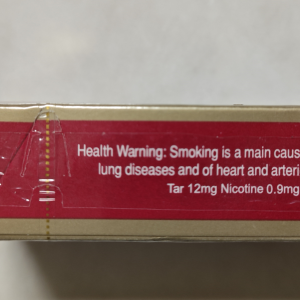 Health Warning: Smoking is a main caus
lung diseases and of heart and arteri
Tar 12mg Nicotine 0.9mg